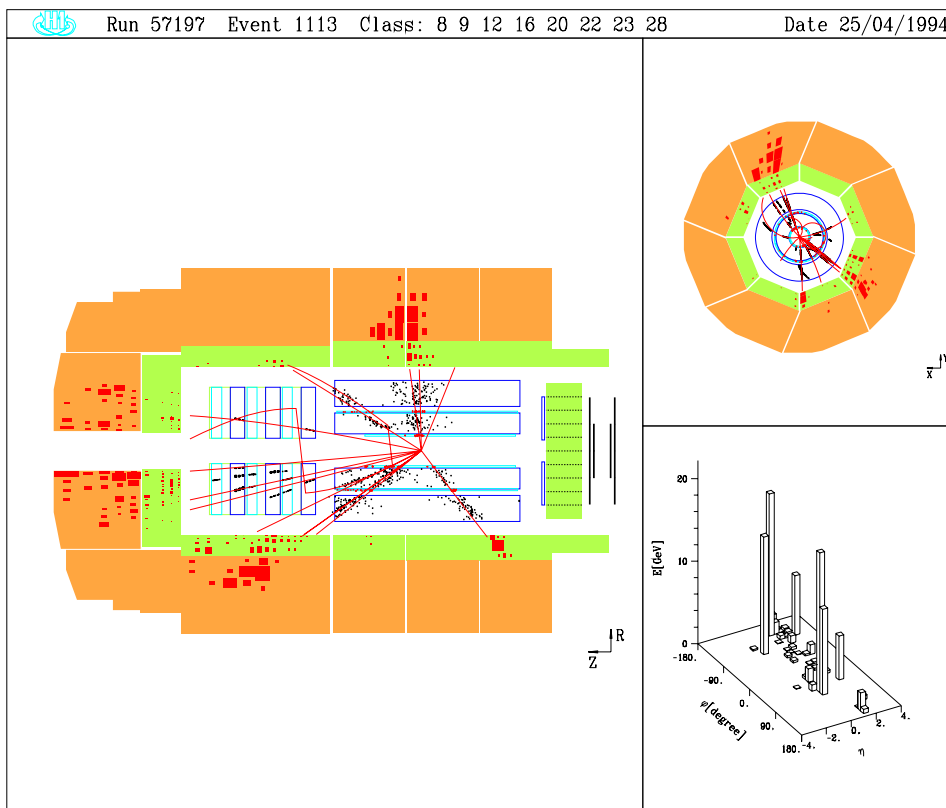 Run 57197 Event 1113 Class: 8 9 12 16 20 22 23 28 Date 25/04/1994
R
Z
Y
X
E[GeV]
20
10
0
-180.
-90.
0.
90.
180.
φ[degree]
-4.
-2.
0.
2.
4.
η